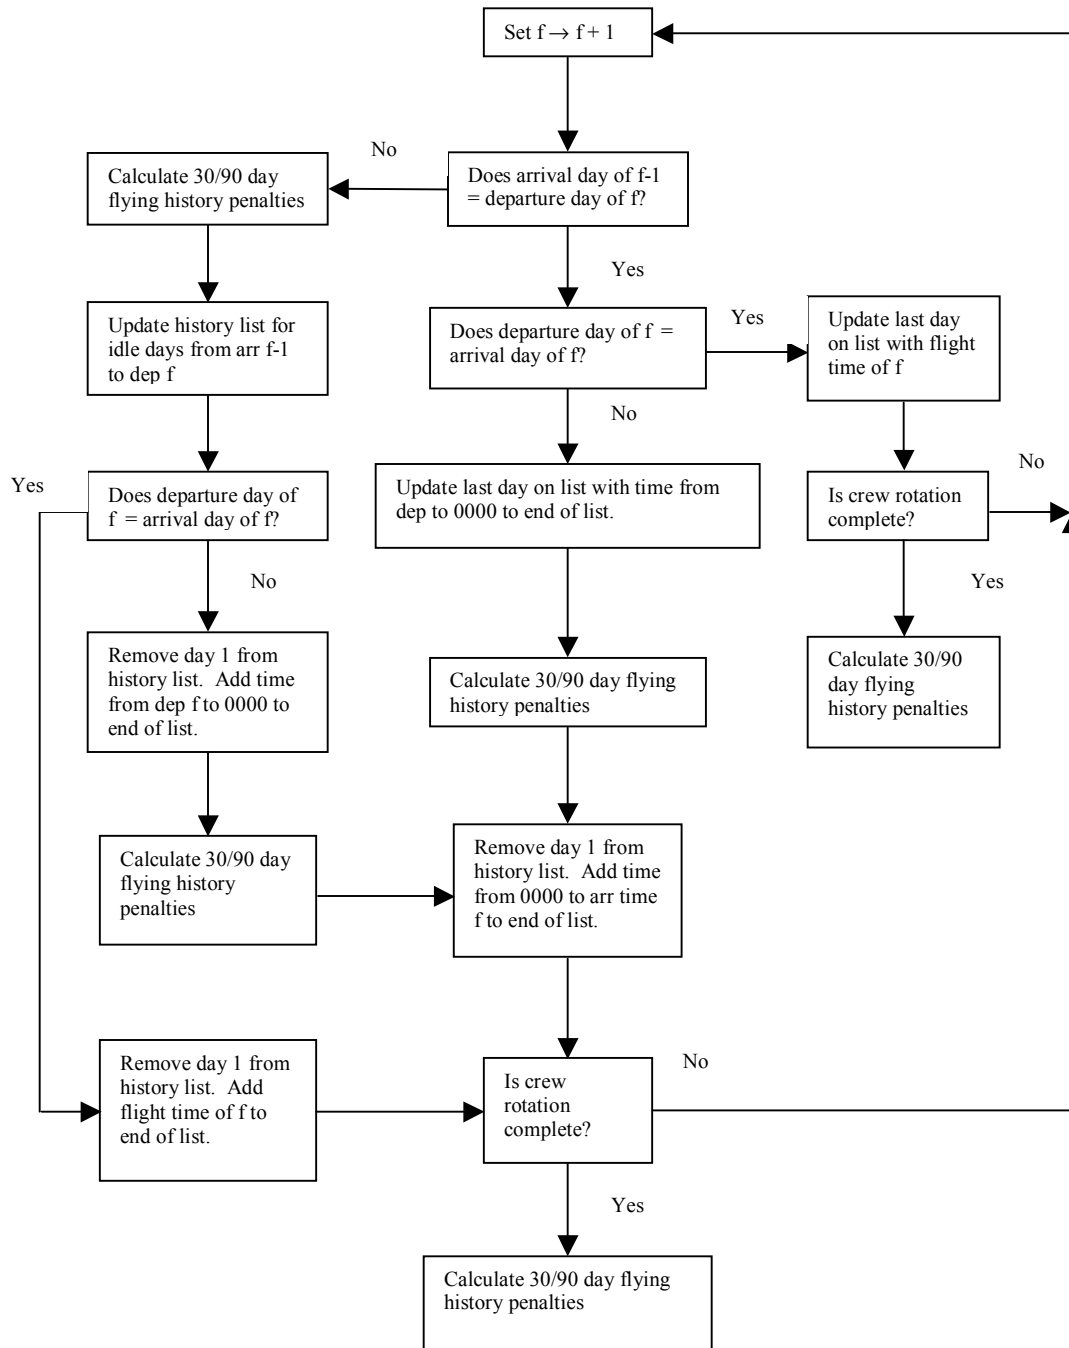 Set f → f + 1
No
Calculate 30/90 day
flying history penalties
Does arrival day of f-1
= departure day of f?
Yes
Update history list for
idle days from arr f-1
to dep f
Does departure day of f =
arrival day of f?
Yes
Update last day
on list with flight
time of f
No
Yes
Does departure day of
f = arrival day of f?
Update last day on list with time from
dep to 0000 to end of list.
Is crew rotation
complete?
No
No
Yes
Remove day 1 from
history list. Add time
from dep f to 0000 to
end of list.
Calculate 30/90 day flying
history penalties
Calculate 30/90
day flying
history penalties
Calculate 30/90 day
flying history
penalties
Remove day 1 from
history list. Add time
from 0000 to arr time
f to end of list.
Remove day 1 from
history list. Add
flight time of f to
end of list.
Is crew
rotation
complete?
No
Yes
Calculate 30/90 day flying
history penalties